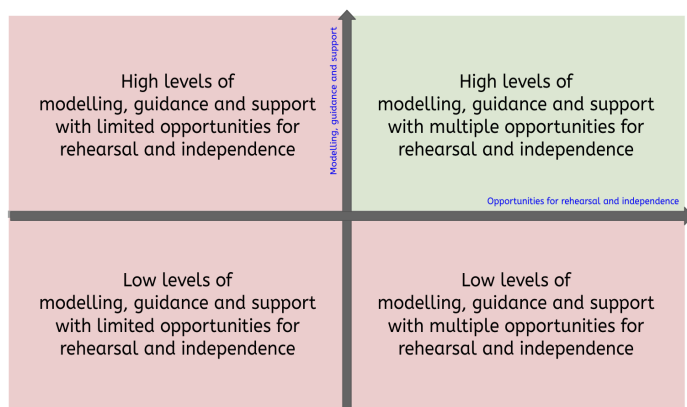 High levels of
modelling, guidance and support
with limited opportunities for
rehearsal and independence
Modelling, guidance and support
High levels of
modelling, guidance and support
with multiple opportunities for
rehearsal and independence
Opportunities for rehearsal and independence
Low levels of
modelling, guidance and support
with limited opportunities for
rehearsal and independence
Low levels of
modelling, guidance and support
with multiple opportunities for
rehearsal and independence